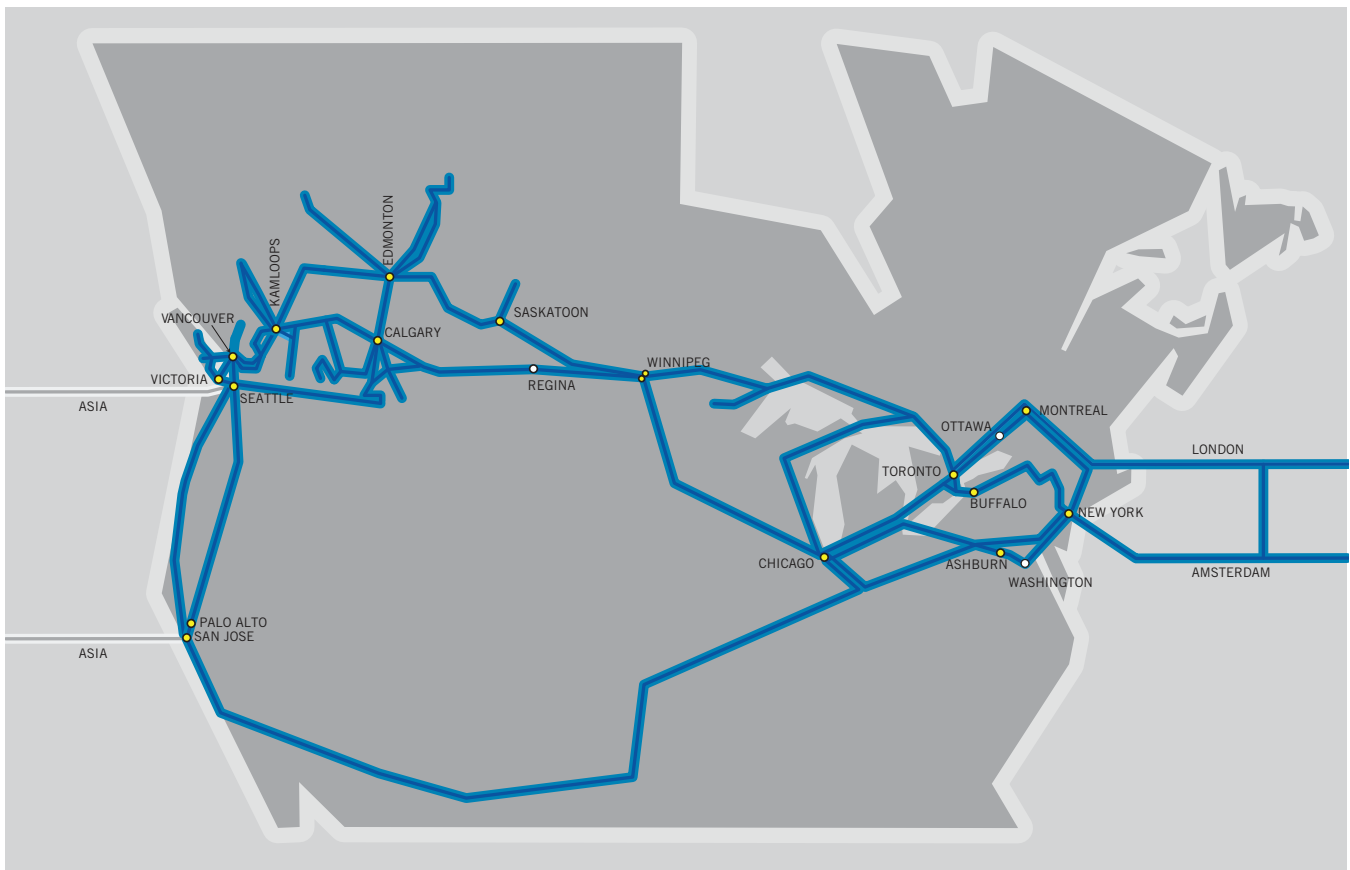 EDMONTON
KAMLOOPS
VANCOUVER
SASKATOON
CALGARY
WINNIPEG
VICTORIA
REGINA
SEATTLE
ASIA
MONTREAL
OTTAWA
LONDON
TORONTO
BUFFALO
NEW YORK
CHICAGO
ASHBURN
AMSTERDAM
WASHINGTON
PALO ALTO
SAN JOSE
ASIA